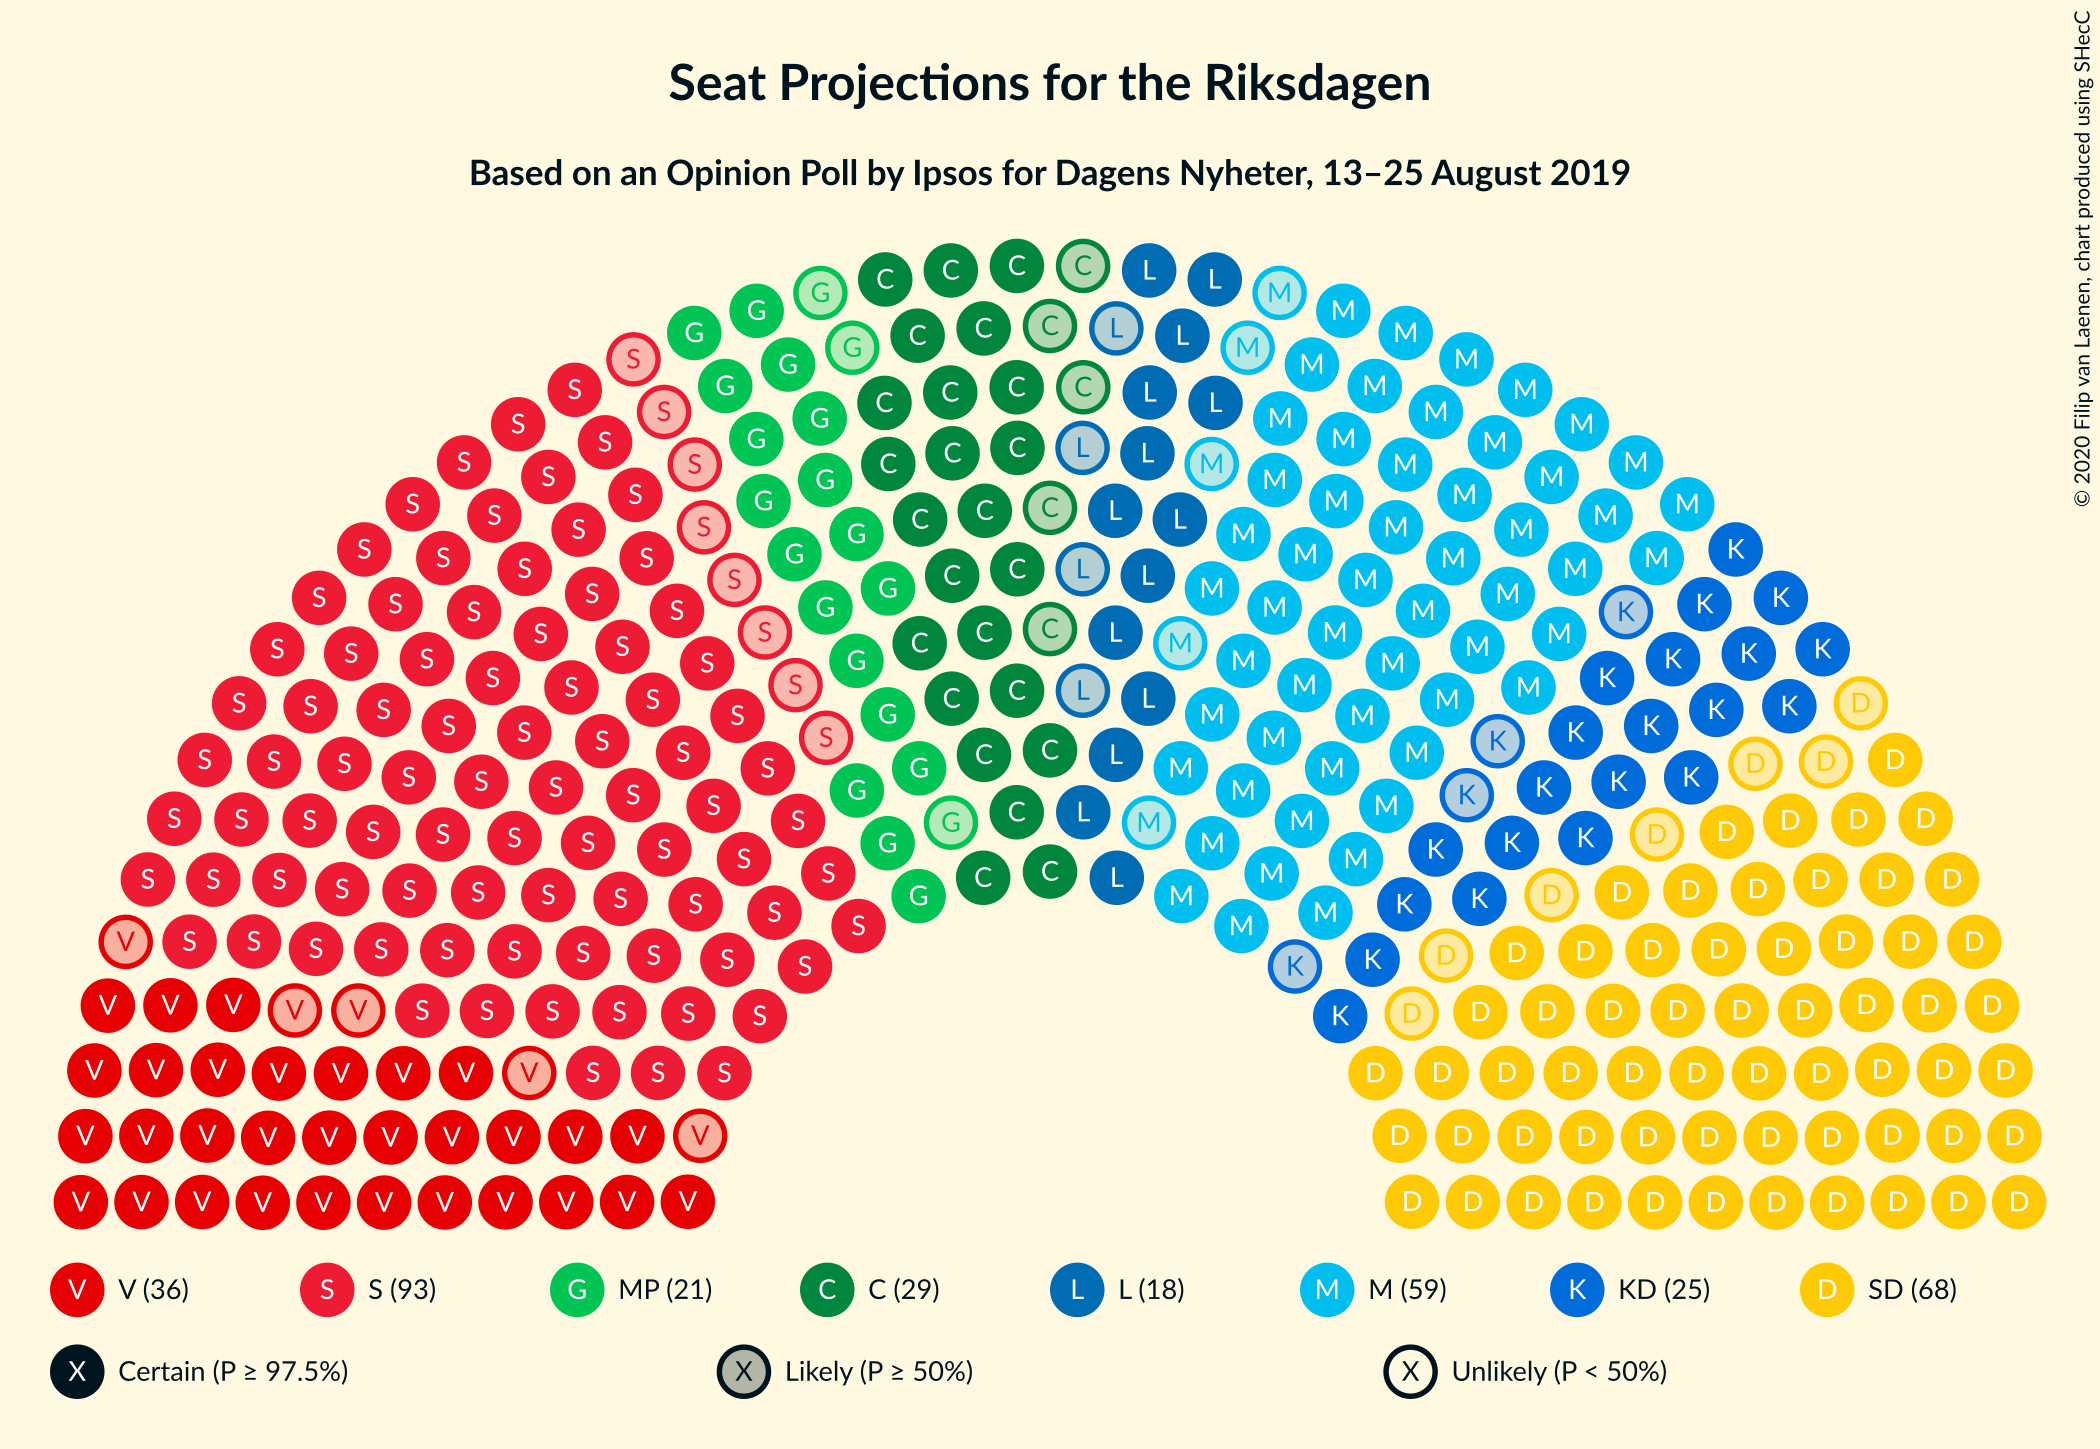 Seat Projections for the Riksdagen
Based on an Opinion Poll by Ipsos for Dagens Nyheter, 13–25 August 2019
© 2020 Filip van Laenen, chart produced using SHecC
V V (36) S S (93) G MP (21) C C (29) L L (18) M M (59) K KD (25) D SD (68)
X Certain (P ≥ 97.5%) X Likely (P ≥ 50%) X Unlikely (P < 50%)